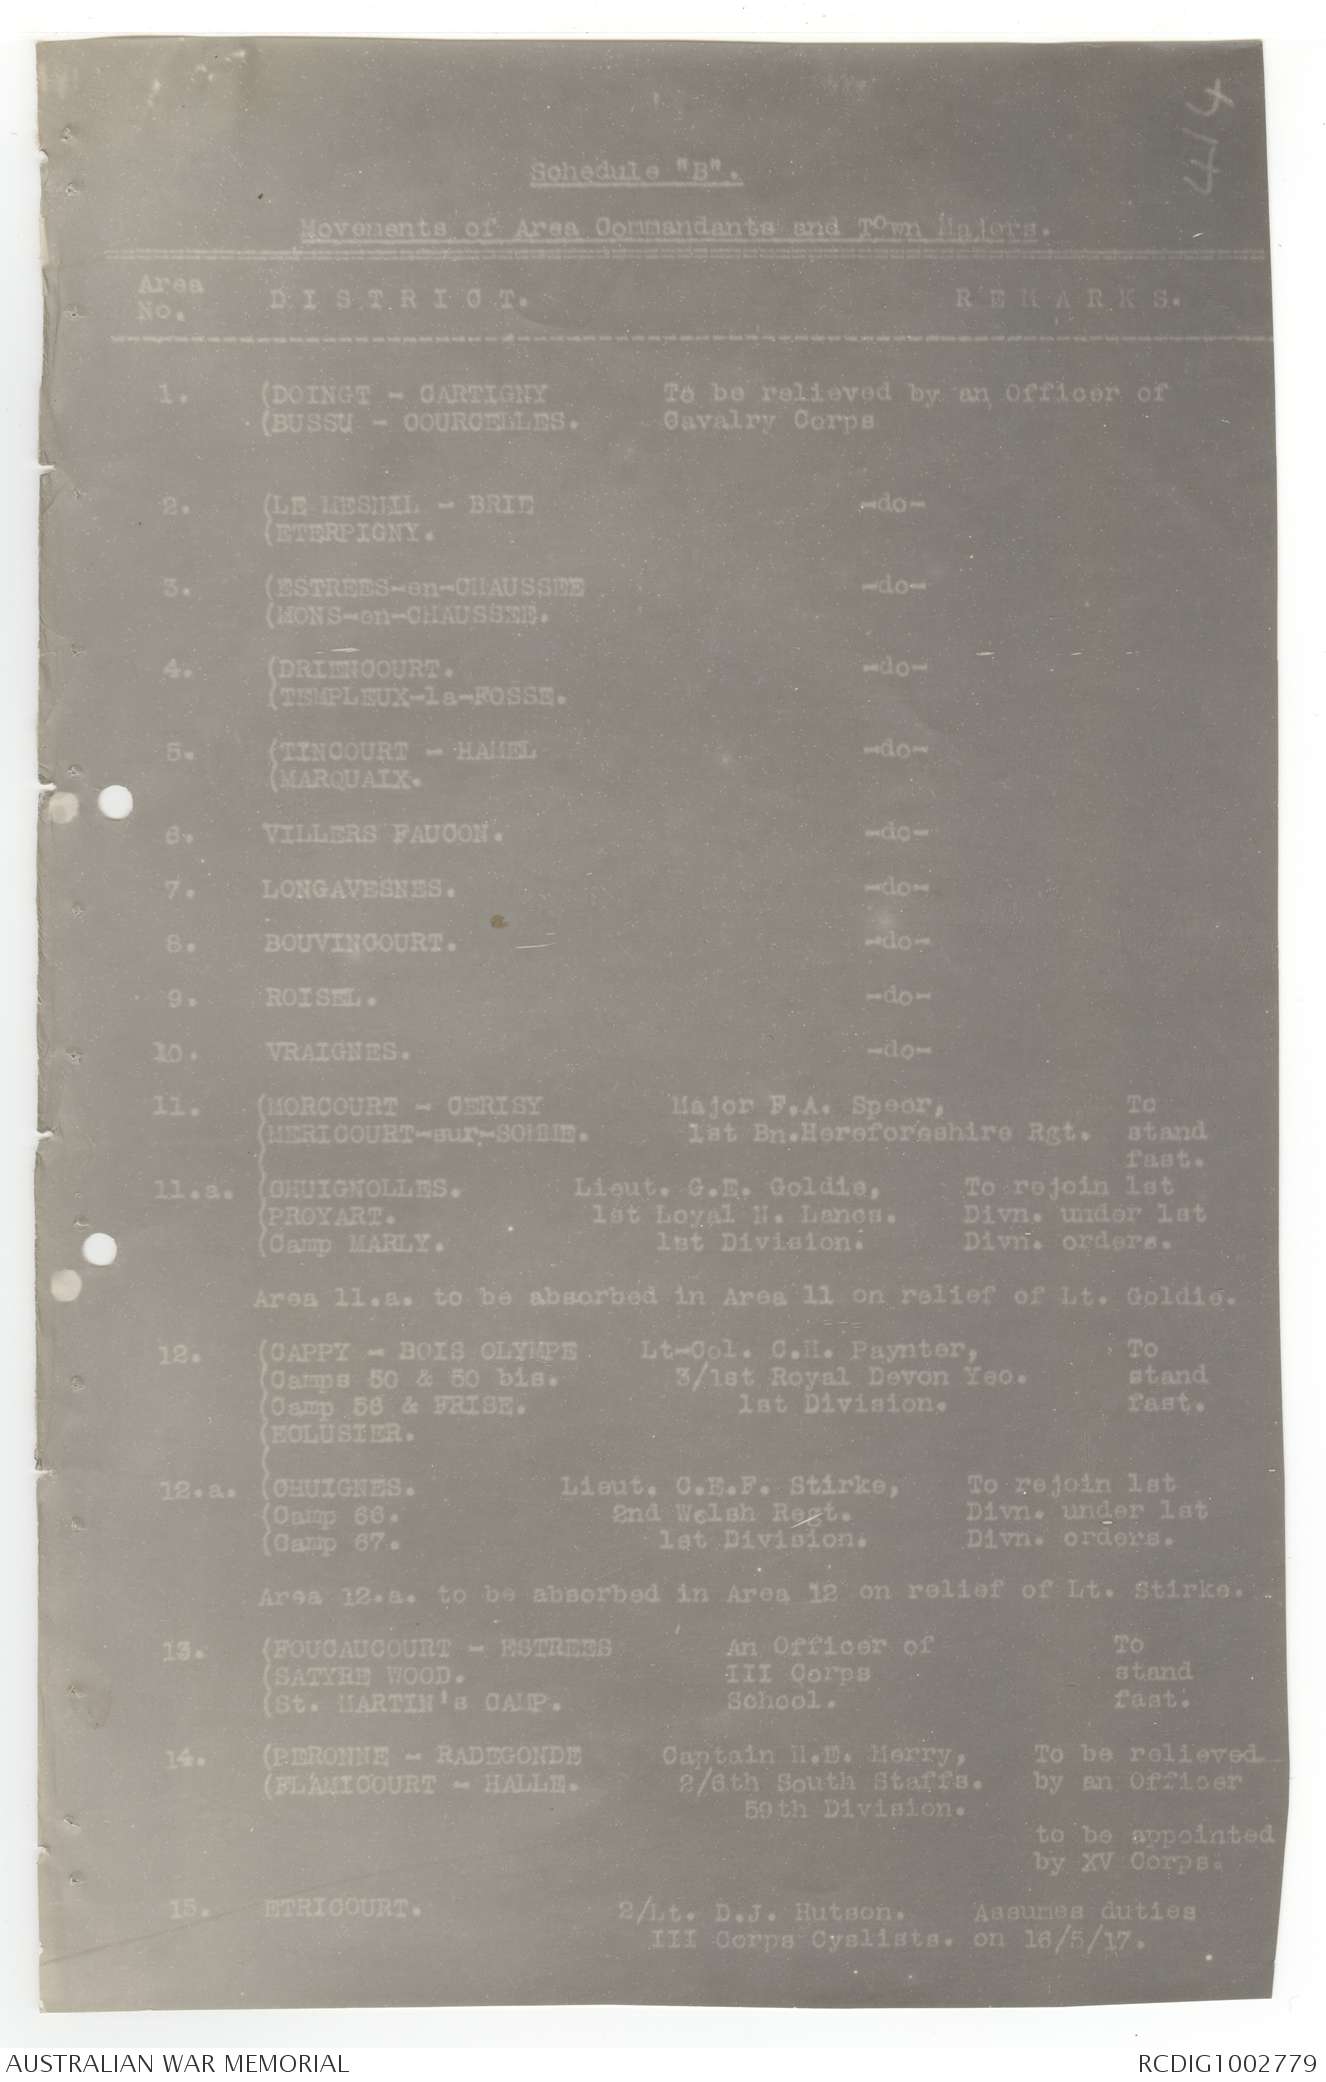 44
Schedule "B".
Movements of Area Commandants and Town Majors.
Area No. DISTRICT. REMARKS.
1. (DOINGT - CARTIGNY To be relieved by an Officer of
(BUSSU - COURCELLES. Cavalry Corps
2. (LE MESNIL - BRIE -do-
(ETERPIGNY.
3. (ESTREES-en-CHAUSSEE -do-
(MONS-en-CHAUSSEE.
4. (DRIENCOURT. -do-
(TEMPLEUX-la-FOSSE.
5. (TINCOURT - HAMEL -do-
(MARQUAIX.
6. VILLERS FAUCON. -do-
7. LONGAVESNES. -do-
8. BOUVINCOURT. -do-
9. ROISEL. -do-
10. VRAIGNES. -do-
11. (MORCOURT - CERISY Major F.A. Speer, To
(MERICOURT-sur-SOMME. 1st Bn.Hereforeshire Rgt. stand
( fast.
11.a. (CHUIGNOLLES. Lieut. G.E. Goldie, To rejoin 1st
(PROYART. 1st Loyal N. Lancs. Divn. under 1st
(Camp MARLY. 1st Division. Divn. orders.
Area 11.a. to be absorbed in Area 11 on relief of Lt. Goldie.
12. (CAPPY - BOIS OLYMPE Lt-Col. C.H. Paynter, To
(Camps 50 & 50 bis. 3/1st Royal Devon Yeo. stand
(Camp 56 & FRISE. 1st Division. fast.
(ECLUSIER.
(
12.a. (CHUIGNES. Lieut. C.E.F. Stirke, To rejoin 1st
(Camp 66. 2nd Welsh Regt. Divn. under 1st
(Camp 67. 1st Division. Divn. orders.
Area 12.a. to be absorbed in Area 12 on relief of Lt. Stirke.
13. (FOUCAUCOURT - ESTREES An Officer of To
(SATYRE WOOD. III Corps stand
(St. MARTIN's CAMP. School. fast.
14. (PERONNE - RADEGONDE Captain H.E. Merry, To be relieved
(FLAMICOURT - HALLE. 2/6th South Staffs. by an Officer
59th Division.
to be appointed
by XV Corps.
15. ETRICOURT. 2/Lt. D.J. Hutson. Assumes duties
III Corps Cyslists. on 16/5/17.
AUSTRALIAN WAR MEMORIAL RCDIG1002779